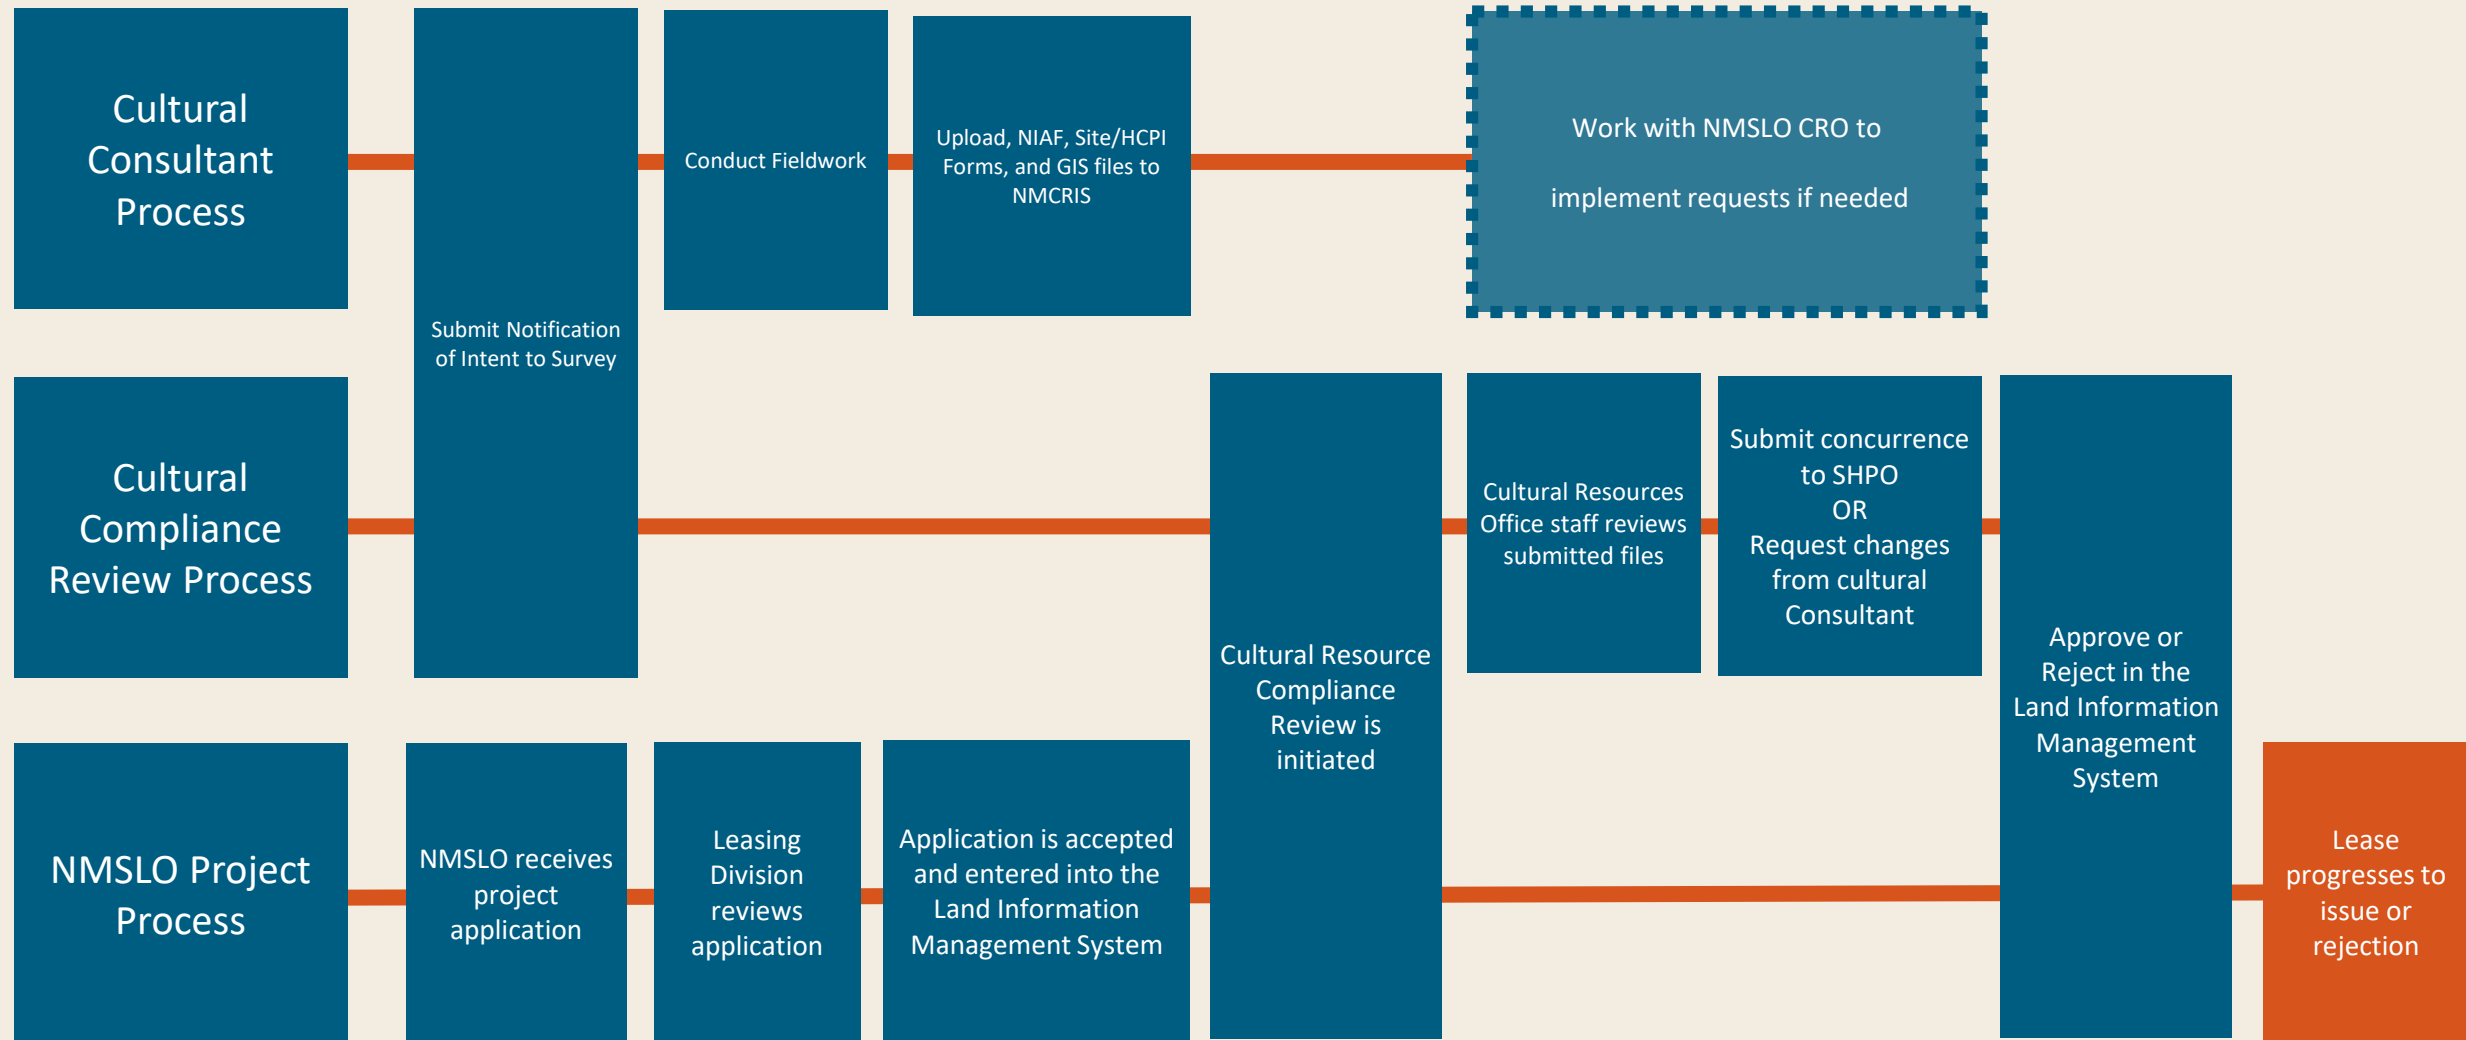 Cultural
Consultant
Process
Submit Notification
of Intent to Survey
Conduct Fieldwork
Upload, NIAF, Site/HCPI
Forms, and GIS files to
NMCRIS
Work with NMSLO CRO to
implement requests if needed
Cultural
Compliance
Review Process
Cultural Resource
Compliance
Review is
initiated
Cultural Resources
Office staff reviews
submitted files
Submit concurrence
to SHPO
OR
Request changes
from cultural
Consultant
Approve or
Reject in the
Land Information
Management
System
NMSLO Project
Process
NMSLO receives
project
application
Leasing
Division
reviews
application
Application is accepted
and entered into the
Land Information
Management System
Lease
progresses to
issue or
rejection